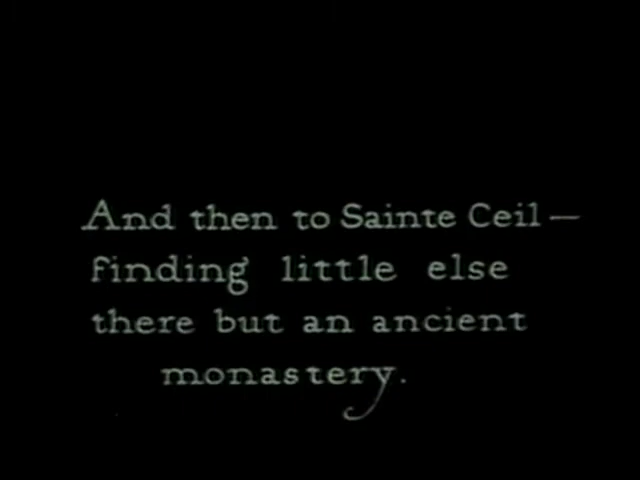 And then to Sainte Ceil—
finding little else
there but an ancient
monastery.